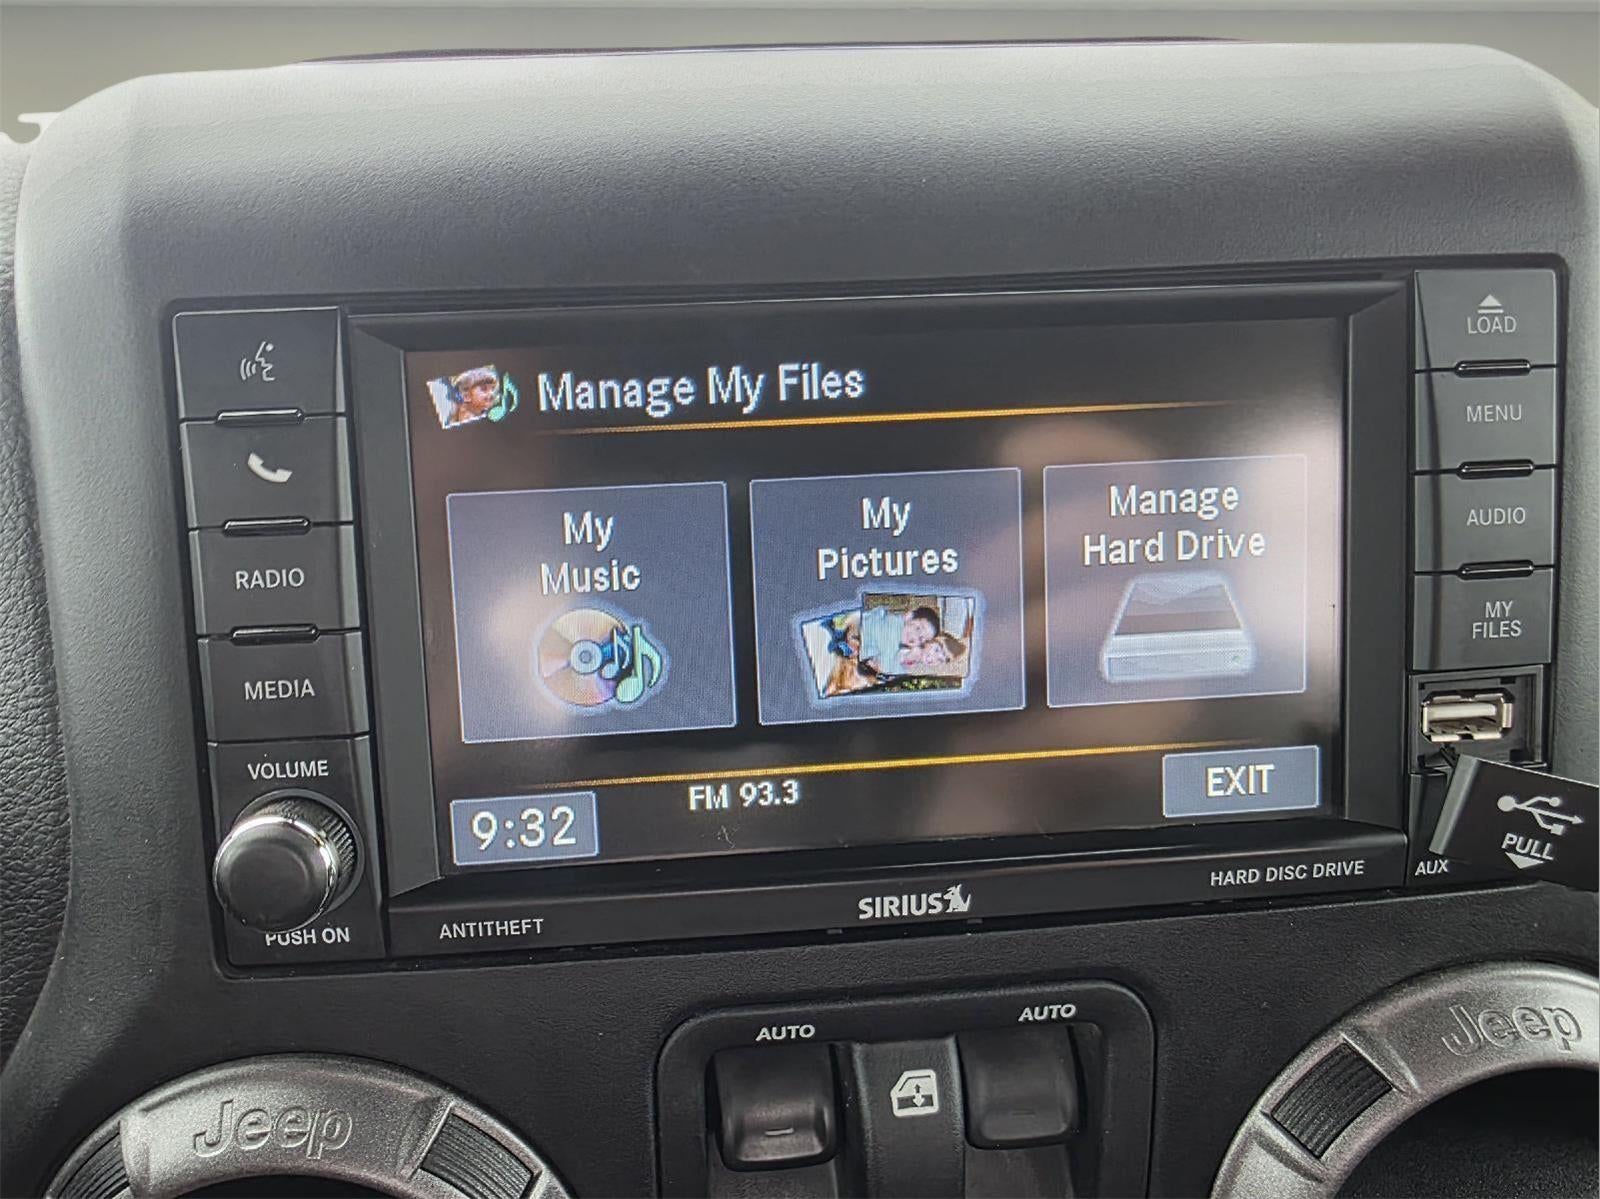 LOAD
MENU
AUDIO
MY
FILES
RADIO
MEDIA
VOLUME
PUSH ON
Manage My Files
My
Music
My
Pictures
Manage
Hard Drive
9:32
FM 93.3
EXIT
PULL
AUX
ANTITHEFT
SIRIUS
HARD DISC DRIVE
AUTO
AUTO
Jeep
Jeep